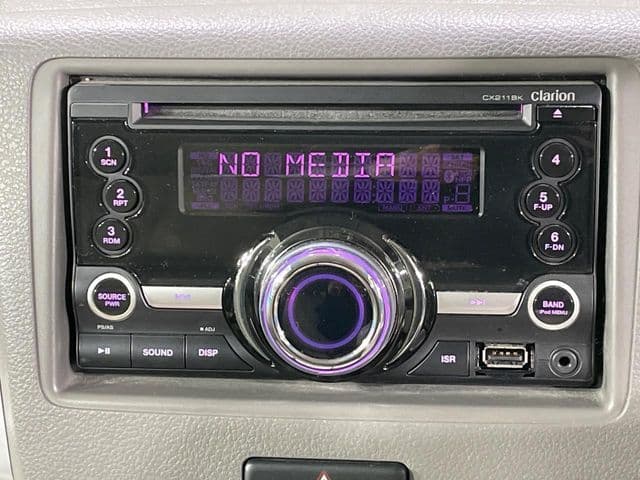 CX211BK Clarion
NO MEDIA
1
SCN
2
RPT
3
RDM
4
5
F-UP
6
F-DN
SOURCE
PWR
BAND
iPod MENU
PS/AS
ADJ
SOUND
DISP
ISR